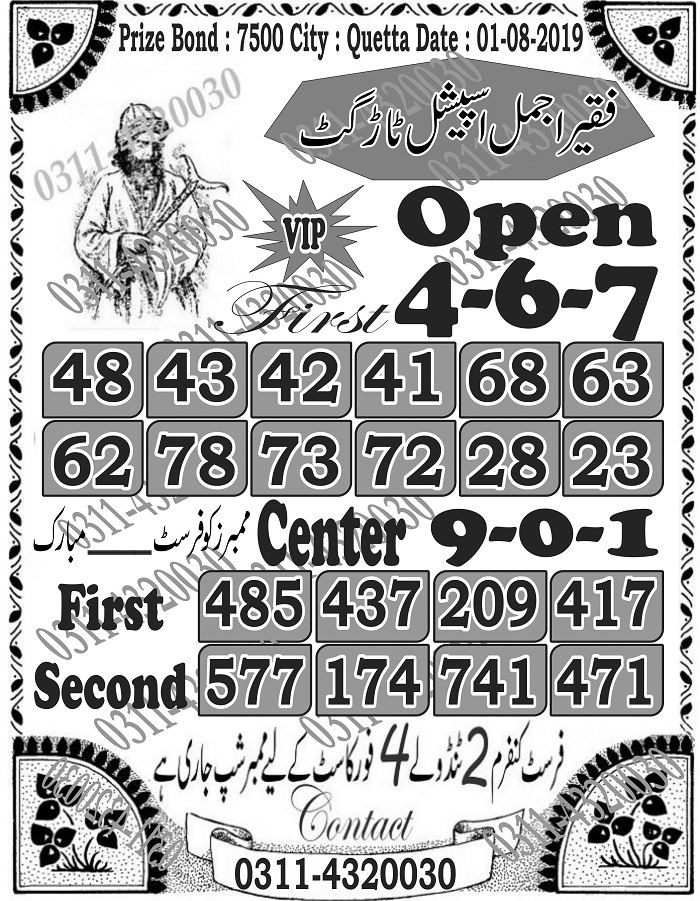 Prize Bond : 7500 City : Quetta Date : 01-08-2019
فقیر اجمل اسپیشل ٹارگٹ
VIP
Open
First 4-6-7
48 43 42 41 68 63
62 78 73 72 28 23
ممبرز کو فرسٹ ____ مبارک Center 9-0-1
First 485 437 209 417
Second 577 174 741 471
فرسٹ کنفرم 2 ٹنڈولے 4 فورکاسٹ کے لیے ممبر شپ جاری ہے
Contact
0311-4320030
0311-4320030